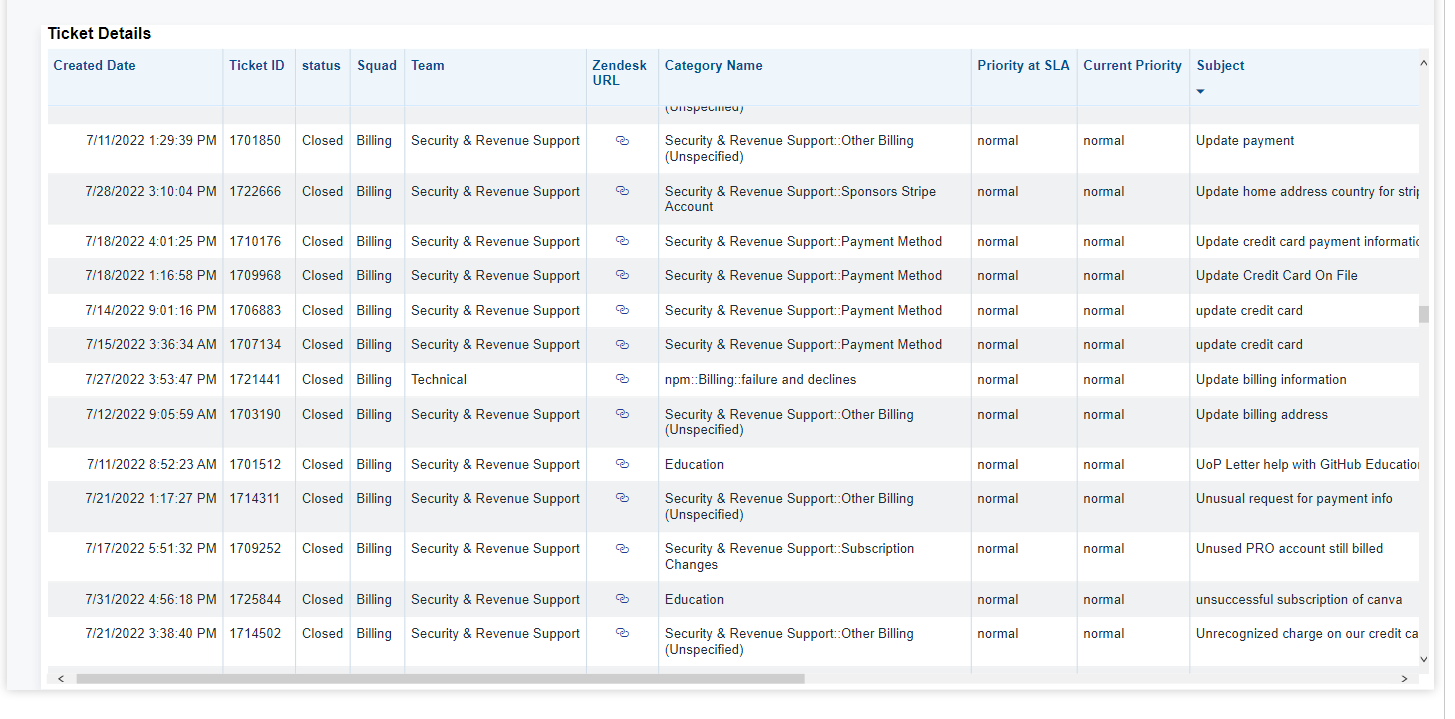 Ticket Details
Created Date Ticket ID status Squad Team Zendesk URL Category Name Priority at SLA Current Priority Subject
(Unspecified)
7/11/2022 1:29:39 PM 1701850 Closed Billing Security & Revenue Support Security & Revenue Support::Other Billing (Unspecified) normal normal Update payment
7/28/2022 3:10:04 PM 1722666 Closed Billing Security & Revenue Support Security & Revenue Support::Sponsors Stripe Account normal normal Update home address country for strip
7/18/2022 4:01:25 PM 1710176 Closed Billing Security & Revenue Support Security & Revenue Support::Payment Method normal normal Update credit card payment informatio
7/18/2022 1:16:58 PM 1709968 Closed Billing Security & Revenue Support Security & Revenue Support::Payment Method normal normal Update Credit Card On File
7/14/2022 9:01:16 PM 1706883 Closed Billing Security & Revenue Support Security & Revenue Support::Payment Method normal normal update credit card
7/15/2022 3:36:34 AM 1707134 Closed Billing Security & Revenue Support Security & Revenue Support::Payment Method normal normal update credit card
7/27/2022 3:53:47 PM 1721441 Closed Billing Technical npm::Billing::failure and declines normal normal Update billing information
7/12/2022 9:05:59 AM 1703190 Closed Billing Security & Revenue Support Security & Revenue Support::Other Billing (Unspecified) normal normal Update billing address
7/11/2022 8:52:23 AM 1701512 Closed Billing Security & Revenue Support Education normal normal UoP Letter help with GitHub Education
7/21/2022 1:17:27 PM 1714311 Closed Billing Security & Revenue Support Security & Revenue Support::Other Billing (Unspecified) normal normal Unusual request for payment info
7/17/2022 5:51:32 PM 1709252 Closed Billing Security & Revenue Support Security & Revenue Support::Subscription Changes normal normal Unused PRO account still billed
7/31/2022 4:56:18 PM 1725844 Closed Billing Security & Revenue Support Education normal normal unsuccessful subscription of canva
7/21/2022 3:38:40 PM 1714502 Closed Billing Security & Revenue Support Security & Revenue Support::Other Billing (Unspecified) normal normal Unrecognized charge on our credit ca